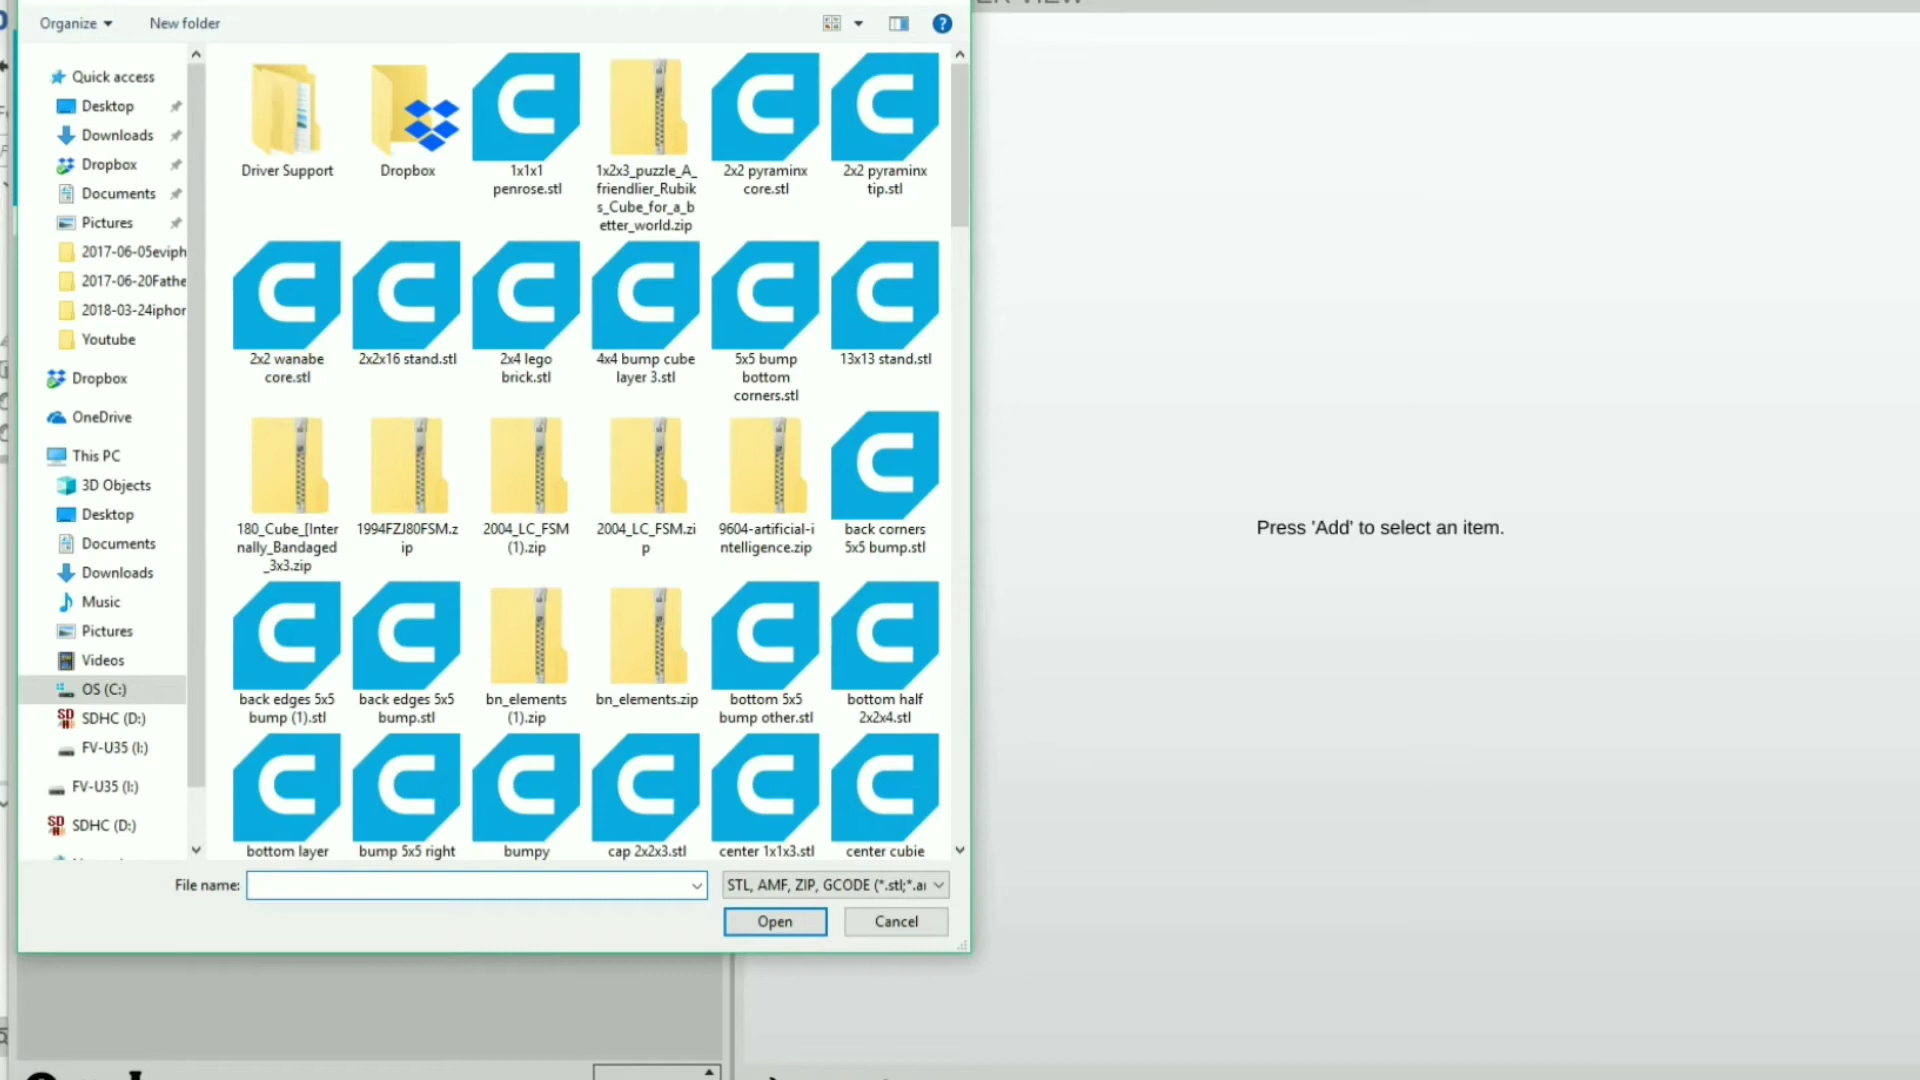 Organize
New folder
Quick access
Desktop
Downloads
Dropbox
Documents
Pictures
2017-06-05eviph
2017-06-20Fathe
2018-03-24iphor
Youtube
Dropbox
OneDrive
This PC
3D Objects
Desktop
Documents
Downloads
Music
Pictures
Videos
OS (C:)
SDHC (D:)
FV-U35 (I:)
FV-U35 (I:)
SDHC (D:)
Driver Support
Dropbox
1x1x1
penrose.stl
1x2x3_puzzle_A_
friendlier_Rubik
s_Cube_for_a_b
etter_world.zip
2x2 pyraminx
core.stl
2x2 pyraminx
tip.stl
2x2 wanabe
core.stl
2x2x16 stand.stl
2x4 lego
brick.stl
4x4 bump cube
layer 3.stl
5x5 bump
bottom
corners.stl
13x13 stand.stl
180_Cube_[Inter
nally_Bandaged
_3x3.zip
1994FZJ80FSM.z
ip
2004_LC_FSM
(1).zip
2004_LC_FSM.zi
p
9604-artificial-i
ntelligence.zip
back corners
5x5 bump.stl
back edges 5x5
bump (1).stl
back edges 5x5
bump.stl
bn_elements
(1).zip
bn_elements.zip
bottom 5x5
bump other.stl
bottom half
2x2x4.stl
bottom layer
bump 5x5 right
bumpy
cap 2x2x3.stl
center 1x1x3.stl
center cubie
File name:
STL, AMF, ZIP, GCODE (*.stl;*.ar
Open
Cancel
Press 'Add' to select an item.